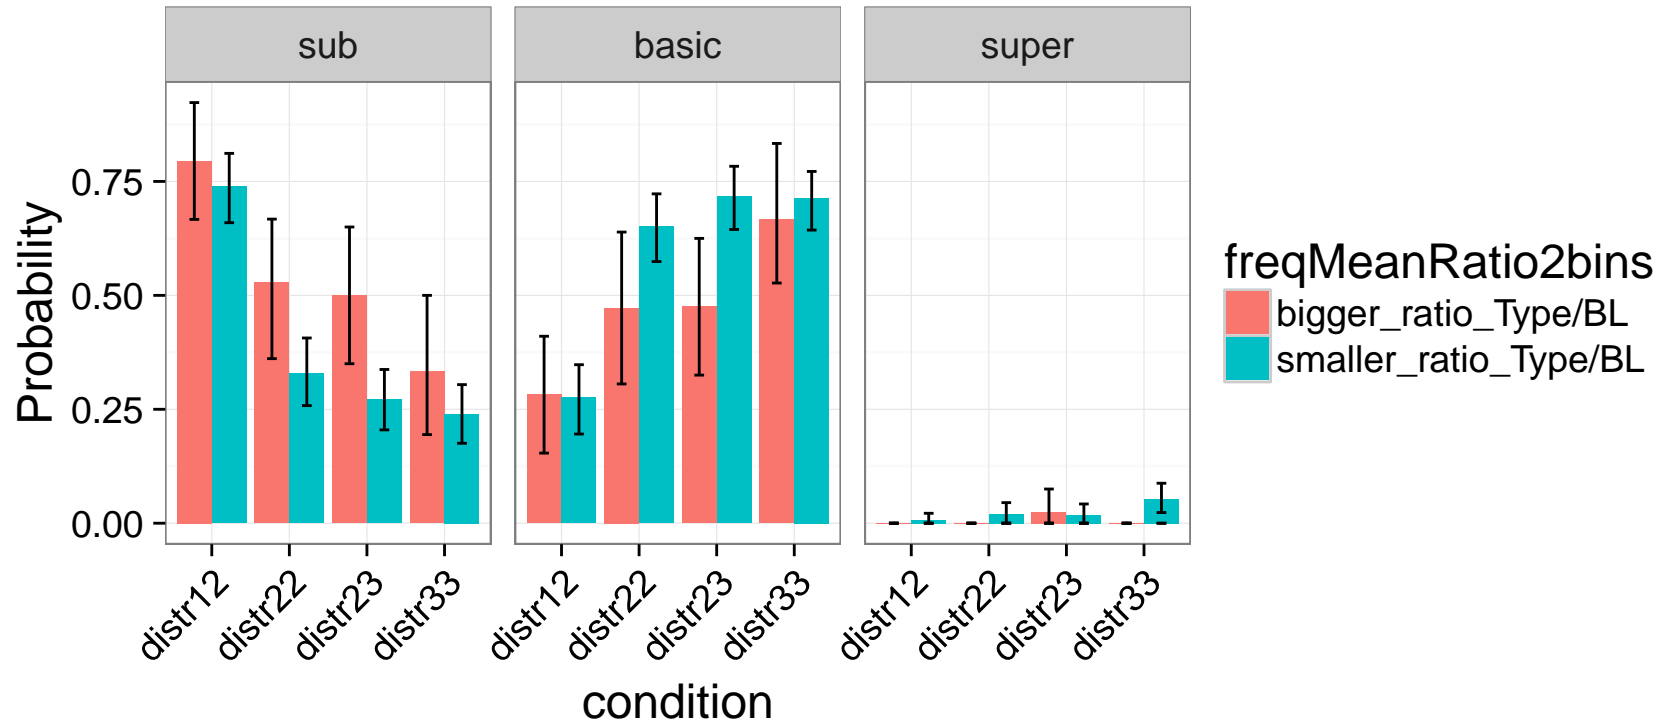 sub
basic
super
Probability
0.75
0.50
0.25
0.00
distr12
distr22
distr23
distr33
distr12
distr22
distr23
distr33
distr12
distr22
distr23
distr33
condition
freqMeanRatio2bins
bigger_ratio_Type/BL
smaller_ratio_Type/BL